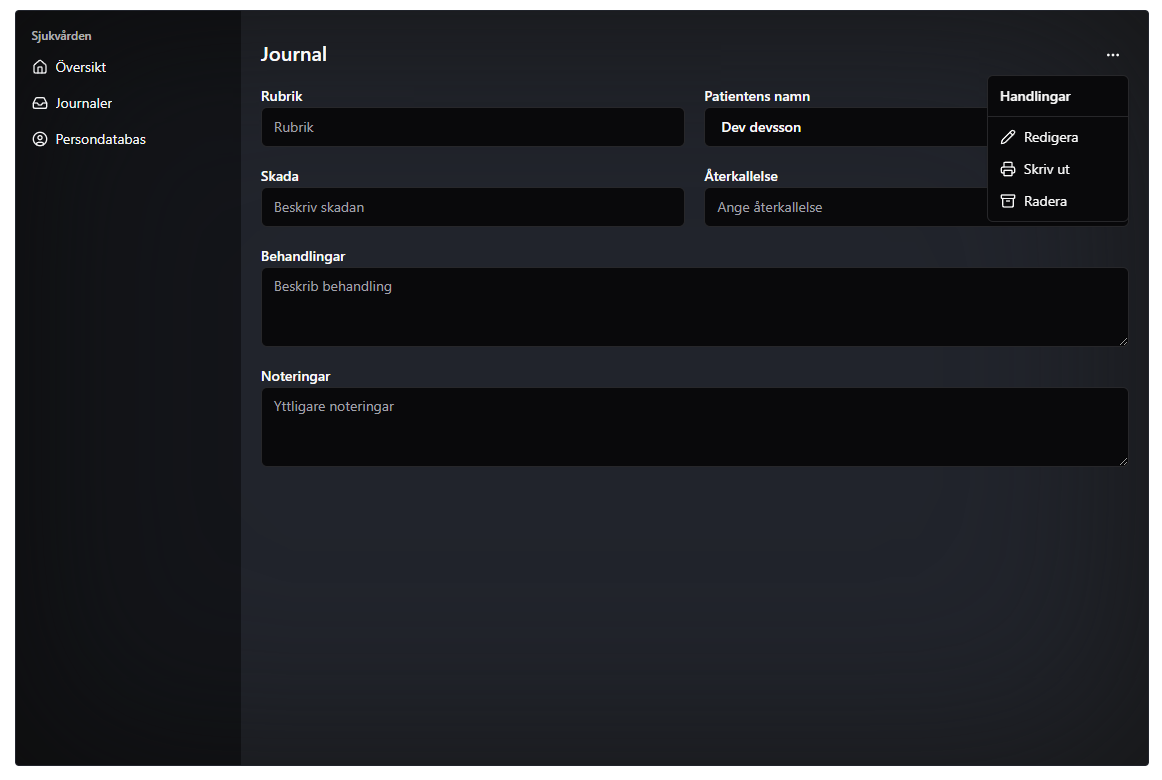 Sjukvården
Översikt
Journaler
Persondatabas
Journal
Rubrik
Rubrik
Patientens namn
Dev devsson
Handlingar
Redigera
Skriv ut
Radera
Skada
Beskriv skadan
Återkallelse
Ange återkallelse
Behandlingar
Beskrib behandling
Noteringar
Yttligare noteringar